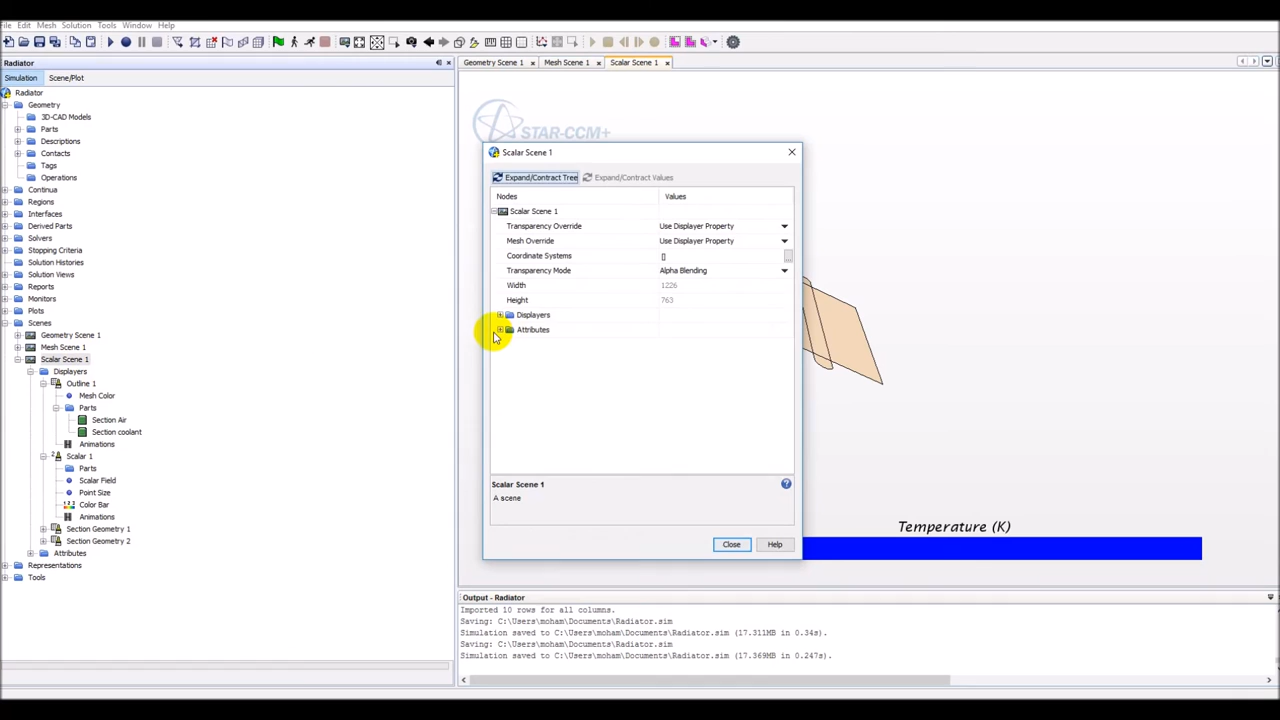 File Edit Mesh Solution Tools Window Help
Radiator
Geometry Scene 1
Mesh Scene 1
Scalar Scene 1
Simulation
Scene/Plot
Radiator
Geometry
3D-CAD Models
Parts
Descriptions
Contacts
Tags
Operations
Continua
Regions
Interfaces
Derived Parts
Solvers
Stopping Criteria
Solution Histories
Solution Views
Reports
Monitors
Plots
Scenes
Geometry Scene 1
Mesh Scene 1
Scalar Scene 1
Displayers
Outline 1
Mesh Color
Parts
Section Air
Section coolant
Animations
Scalar 1
Parts
Scalar Field
Point Size
Color Bar
Animations
Section Geometry 1
Section Geometry 2
Attributes
Representations
Tools
STAR-CCM+
Scalar Scene 1
Expand/Contract Tree
Expand/Contract Values
Nodes Values
Scalar Scene 1
Transparency Override Use Displayer Property
Mesh Override Use Displayer Property
Coordinate Systems [] ...
Transparency Mode Alpha Blending
Width 1226
Height 763
Displayers
Attributes
Scalar Scene 1
A scene
Close Help
Temperature (K)
Output - Radiator
Imported 10 rows for all columns.
Saving: C:\Users\moham\Documents\Radiator.sim
Simulation saved to C:\Users\moham\Documents\Radiator.sim (17.311MB in 0.34s).
Saving: C:\Users\moham\Documents\Radiator.sim
Simulation saved to C:\Users\moham\Documents\Radiator.sim (17.369MB in 0.247s).